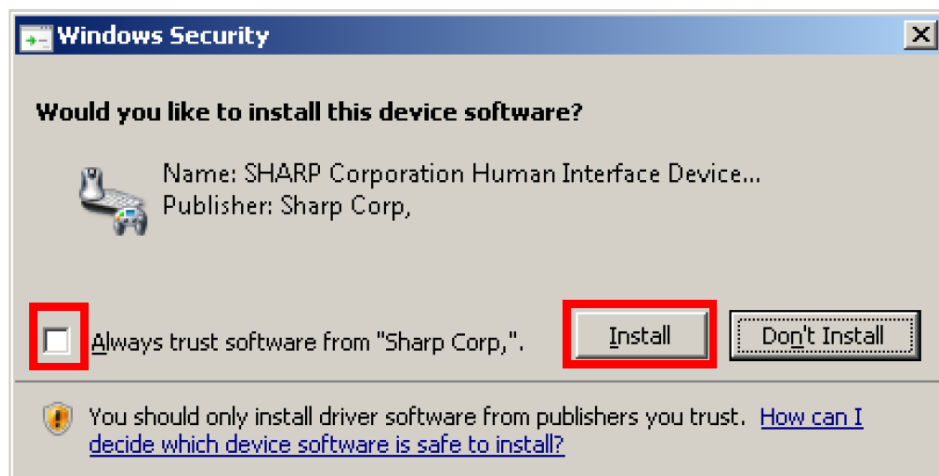 Windows Security
Would you like to install this device software?
Name: SHARP Corporation Human Interface Device...
Publisher: Sharp Corp,
Always trust software from "Sharp Corp,".
Install
Don't Install
You should only install driver software from publishers you trust. How can I
decide which device software is safe to install?